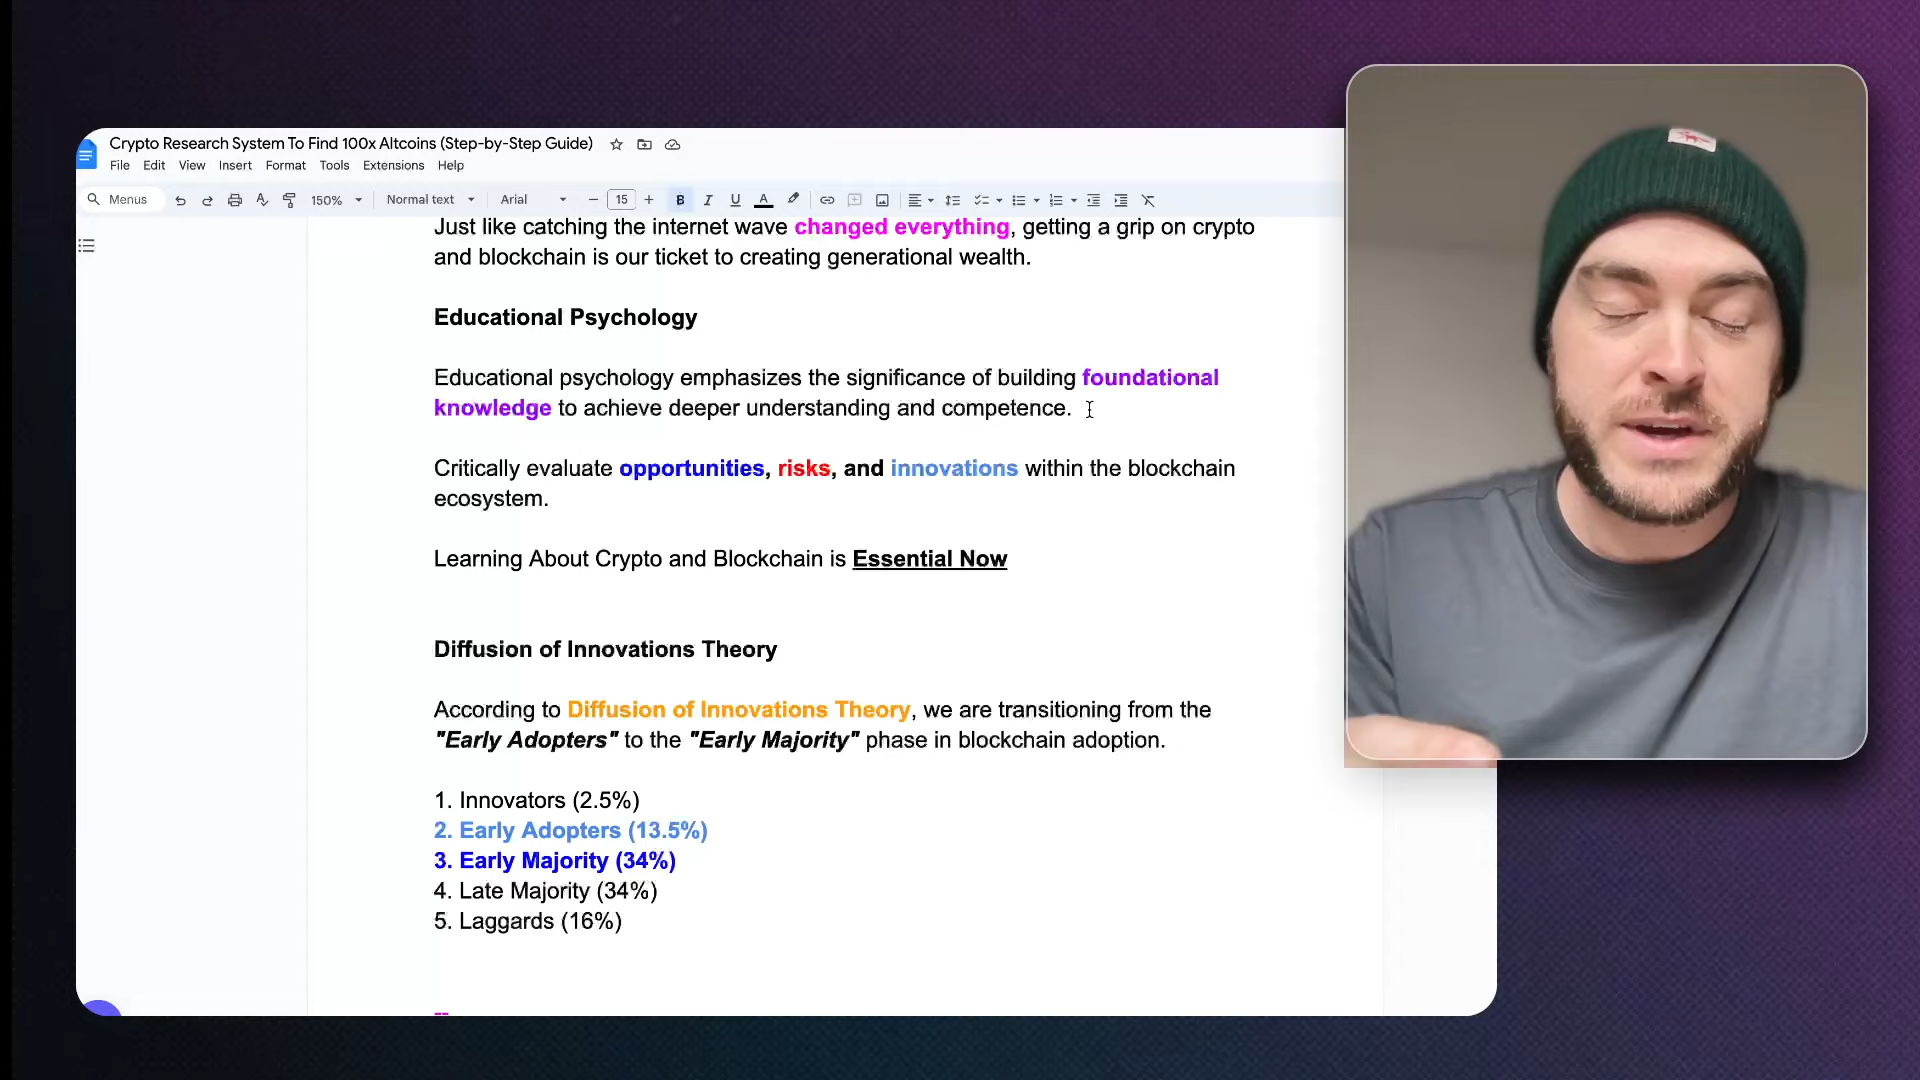 Crypto Research System To Find 100x Altcoins (Step-by-Step Guide)
File Edit View Insert Format Tools Extensions Help
Menus 150% Normal text Arial 15 B I U A
Just like catching the internet wave changed everything, getting a grip on crypto
and blockchain is our ticket to creating generational wealth.
Educational Psychology
Educational psychology emphasizes the significance of building foundational
knowledge to achieve deeper understanding and competence.
Critically evaluate opportunities, risks, and innovations within the blockchain
ecosystem.
Learning About Crypto and Blockchain is Essential Now
Diffusion of Innovations Theory
According to Diffusion of Innovations Theory, we are transitioning from the
"Early Adopters" to the "Early Majority" phase in blockchain adoption.
1. Innovators (2.5%)
2. Early Adopters (13.5%)
3. Early Majority (34%)
4. Late Majority (34%)
5. Laggards (16%)